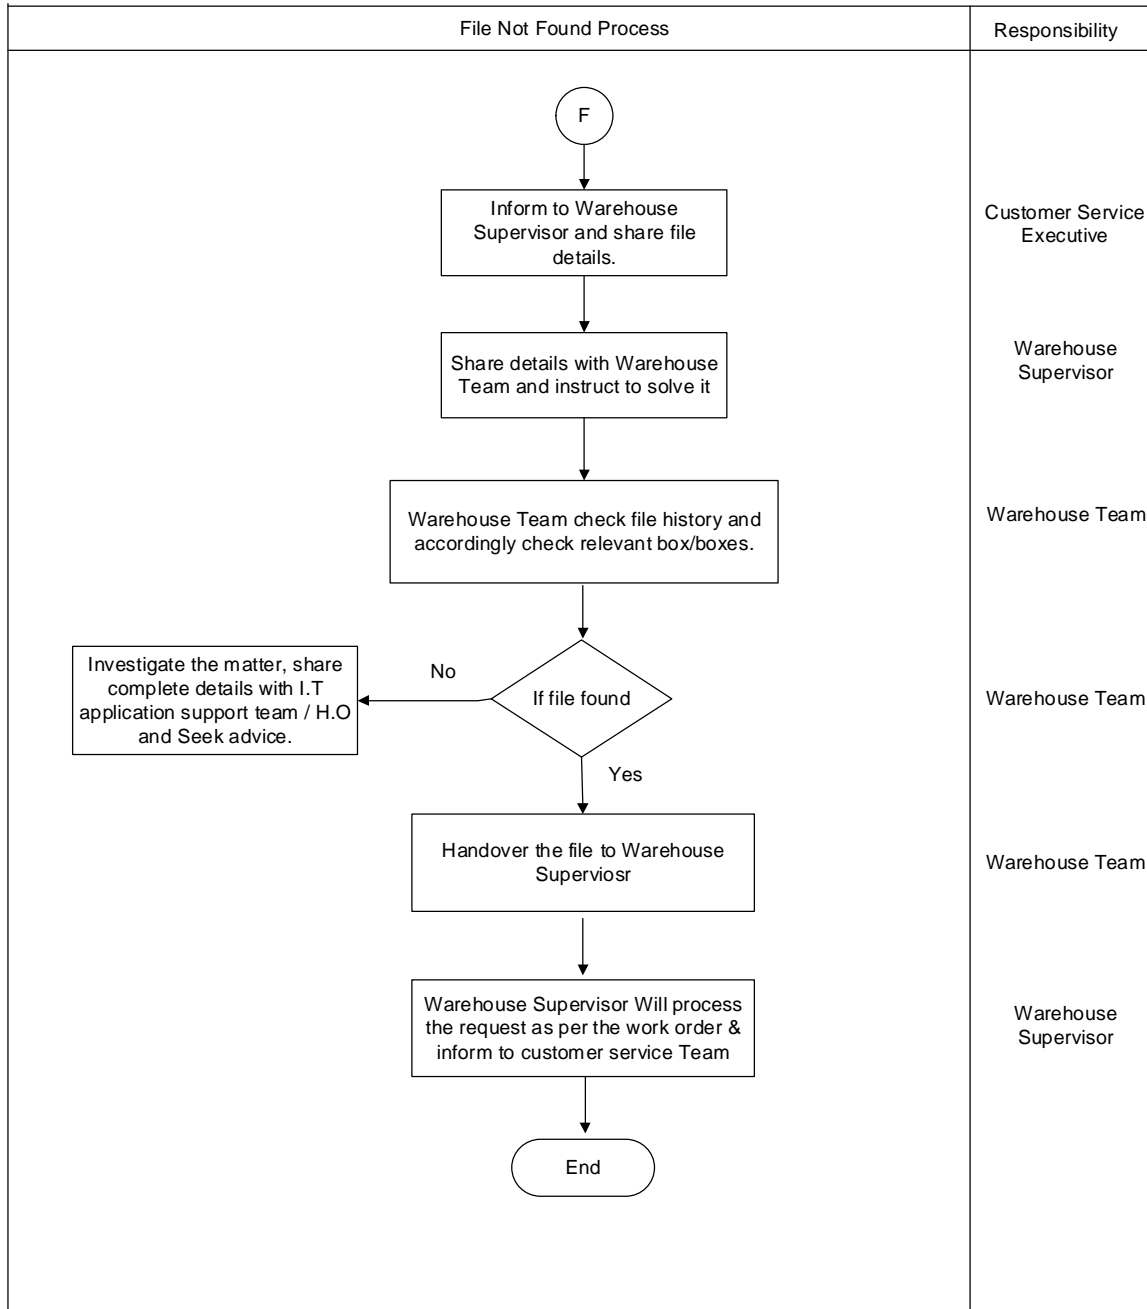 File Not Found Process
Responsibility
F
Inform to Warehouse
Supervisor and share file
details.
Customer Service
Executive
Share details with Warehouse
Team and instruct to solve it
Warehouse
Supervisor
Warehouse Team check file history and
accordingly check relevant box/boxes.
Warehouse Team
Investigate the matter, share
complete details with I.T
application support team / H.O
and Seek advice.
No
If file found
Warehouse Team
Yes
Handover the file to Warehouse
Superviosr
Warehouse Team
Warehouse Supervisor Will process
the request as per the work order &
inform to customer service Team
Warehouse
Supervisor
End